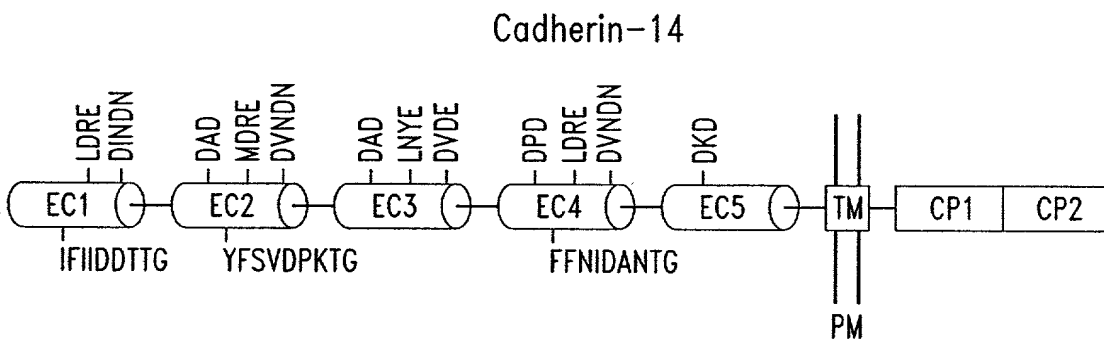 Cadherin-14
LDRE
DINDN
DAD
MDRE
DVNDN
DAD
LNYE
DVDE
DPD
LDRE
DVNDN
DKD
EC1
EC2
EC3
EC4
EC5
TM
CP1
CP2
IFIIDDTTG
YFSVDPKTG
FFNIDANTG
PM